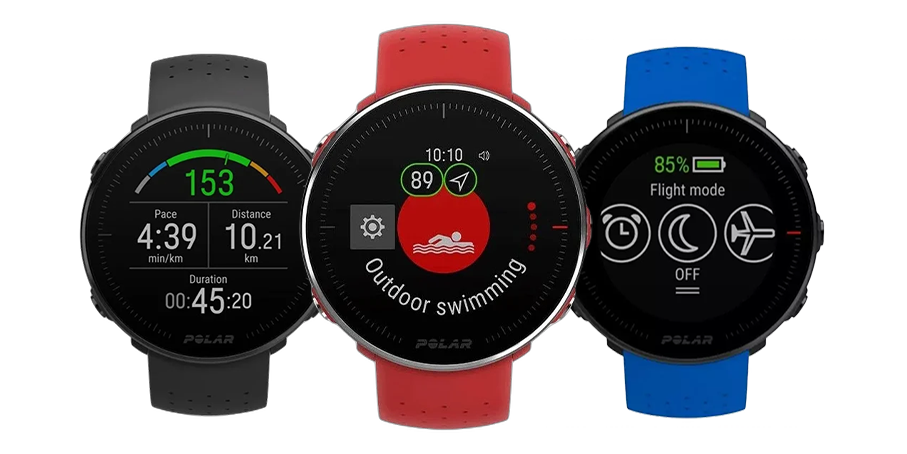 153
Pace
4:39
min/km
Distance
10.21
km
Duration
00:45:20
POLAR
10:10
89
Outdoor swimming
POLAR
85%
Flight mode
OFF
POLAR